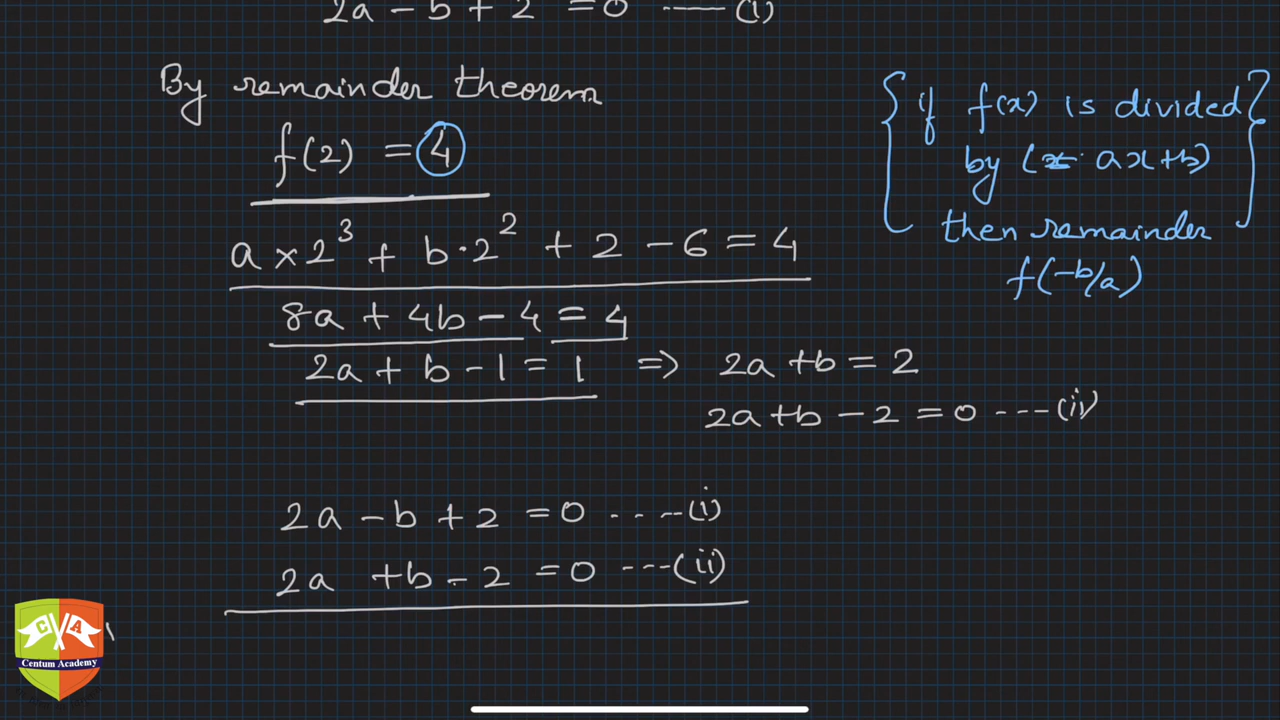 2a - b + 2 = 0 ---- (i)
By remainder theorem
f(2) = 4
a × 2³ + b · 2² + 2 - 6 = 4
8a + 4b - 4 = 4
2a + b - 1 = 1 => 2a + b = 2
2a + b - 2 = 0 --- (ii)
{ if f(x) is divided }
by ( ax + b)
then remainder
f(-b/a)
2a - b + 2 = 0 ---- (i)
2a + b - 2 = 0 --- (ii)
C A
Centum Academy